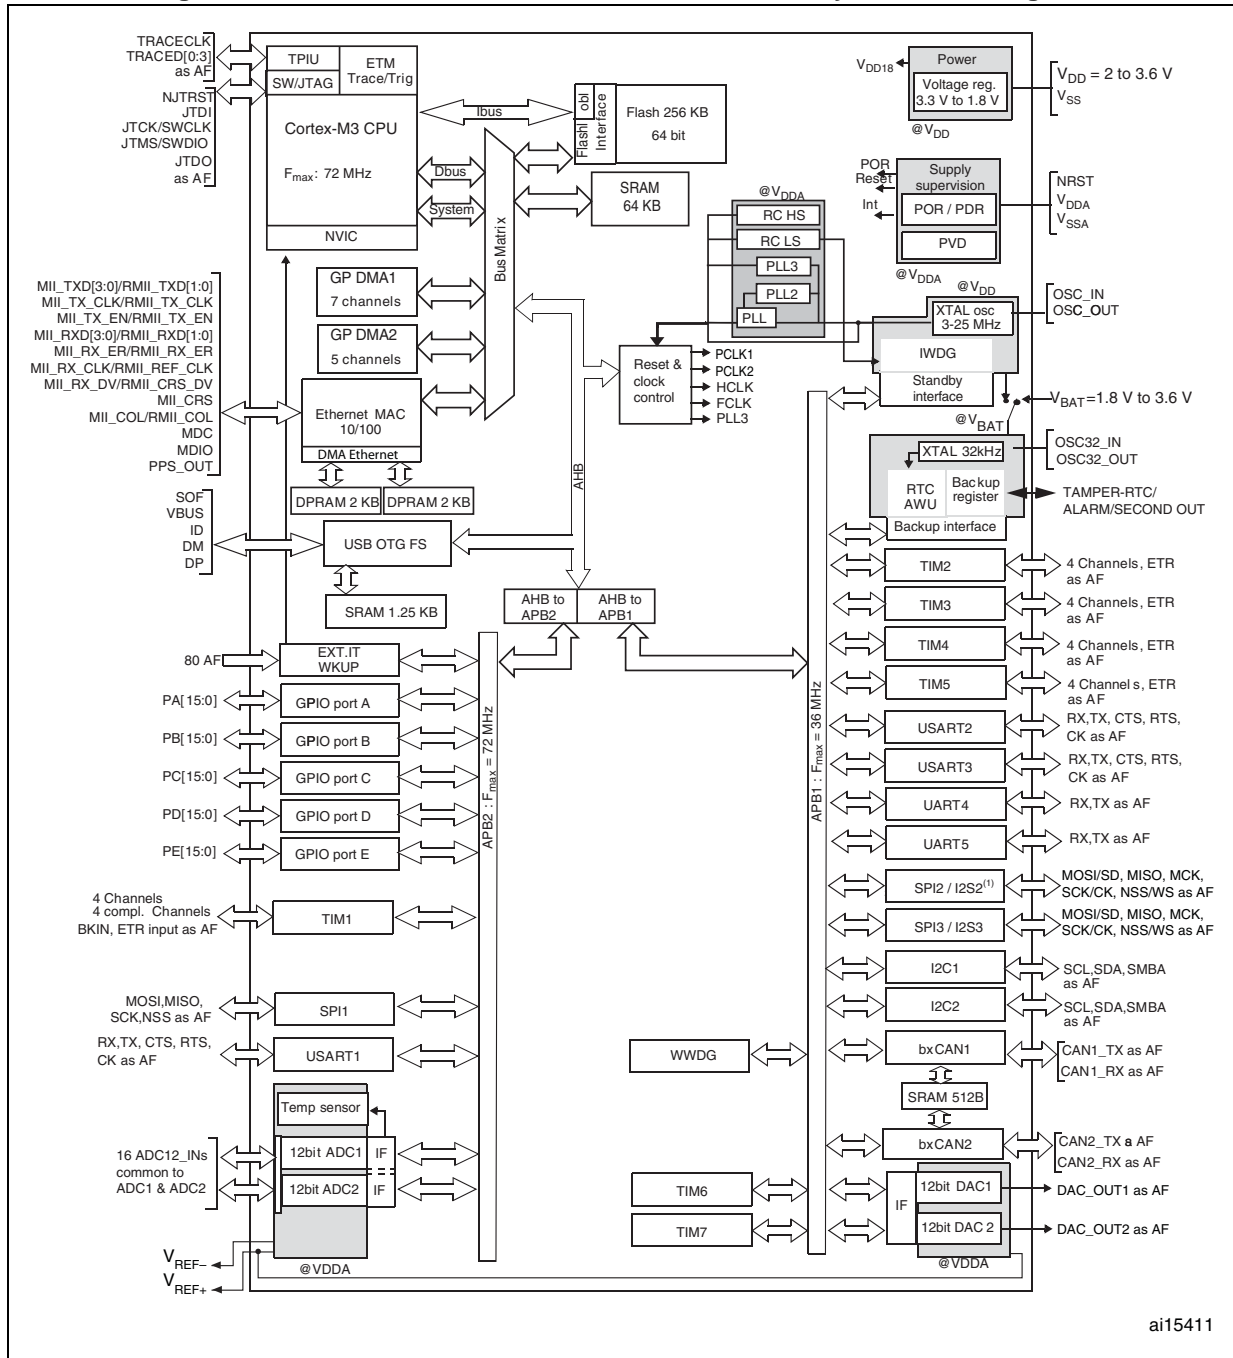 TRACECLK
TRACED[0:3]
as AF
NJTRST
JTDI
JTCK/SWCLK
JTMS/SWDIO
JTDO
as AF
TPIU
SW/JTAG
ETM
Trace/Trig
Cortex-M3 CPU
Fmax: 72 MHz
NVIC
Ibus
Dbus
System
Bus Matrix
Flashl obl
Interface
Flash 256 KB
64 bit
SRAM
64 KB
Power
VDD18
Voltage reg.
3.3 V to 1.8 V
@VDD
VDD = 2 to 3.6 V
VSS
POR
Reset
Int
Supply
supervision
POR / PDR
PVD
@VDDA
NRST
VDDA
VSSA
@VDDA
RC HS
RC LS
PLL3
PLL2
PLL
@VDD
XTAL osc
3-25 MHz
OSC_IN
OSC_OUT
IWDG
Standby
interface
VBAT=1.8 V to 3.6 V
@VBAT
GP DMA1
7 channels
GP DMA2
5 channels
MII_TXD[3:0]/RMII_TXD[1:0]
MII_TX_CLK/RMII_TX_CLK
MII_TX_EN/RMII_TX_EN
MII_RXD[3:0]/RMII_RXD[1:0]
MII_RX_ER/RMII_RX_ER
MII_RX_CLK/RMII_REF_CLK
MII_RX_DV/RMII_CRS_DV
MII_CRS
MII_COL/RMII_COL
MDC
MDIO
PPS_OUT
Ethernet MAC
10/100
DMA Ethernet
DPRAM 2 KB
DPRAM 2 KB
Reset &
clock
control
PCLK1
PCLK2
HCLK
FCLK
PLL3
AHB
XTAL 32kHz
OSC32_IN
OSC32_OUT
RTC
AWU
Backup
register
Backup interface
TAMPER-RTC/
ALARM/SECOND OUT
SOF
VBUS
ID
DM
DP
USB OTG FS
SRAM 1.25 KB
AHB to
APB2
AHB to
APB1
80 AF
EXT.IT
WKUP
PA[15:0]
GPIO port A
PB[15:0]
GPIO port B
PC[15:0]
GPIO port C
PD[15:0]
GPIO port D
PE[15:0]
GPIO port E
4 Channels
4 compl. Channels
BKIN, ETR input as AF
TIM1
MOSI,MISO,
SCK,NSS as AF
SPI1
RX,TX, CTS, RTS,
CK as AF
USART1
Temp sensor
16 ADC12_INs
common to
ADC1 & ADC2
12bit ADC1
IF
12bit ADC2
IF
VREF–
VREF+
@VDDA
APB2 : Fmax = 72 MHz
APB1 : Fmax = 36 MHz
TIM2
4 Channels, ETR
as AF
TIM3
4 Channels, ETR
as AF
TIM4
4 Channels, ETR
as AF
TIM5
4 Channels, ETR
as AF
USART2
RX,TX, CTS, RTS,
CK as AF
USART3
RX,TX, CTS, RTS,
CK as AF
UART4
RX,TX as AF
UART5
RX,TX as AF
SPI2 / I2S2(1)
MOSI/SD, MISO, MCK,
SCK/CK, NSS/WS as AF
SPI3 / I2S3
MOSI/SD, MISO, MCK,
SCK/CK, NSS/WS as AF
I2C1
SCL,SDA,SMBA
as AF
I2C2
SCL,SDA,SMBA
as AF
WWDG
bxCAN1
CAN1_TX as AF
CAN1_RX as AF
SRAM 512B
bxCAN2
CAN2_TX a AF
CAN2_RX as AF
TIM6
TIM7
IF
12bit DAC1
DAC_OUT1 as AF
12bit DAC 2
DAC_OUT2 as AF
@VDDA
ai15411